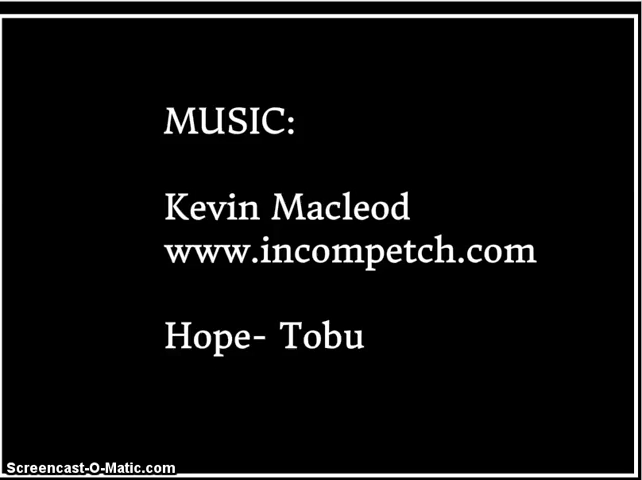 MUSIC:
Kevin Macleod
www.incompetch.com
Hope- Tobu
Screencast-O-Matic.com